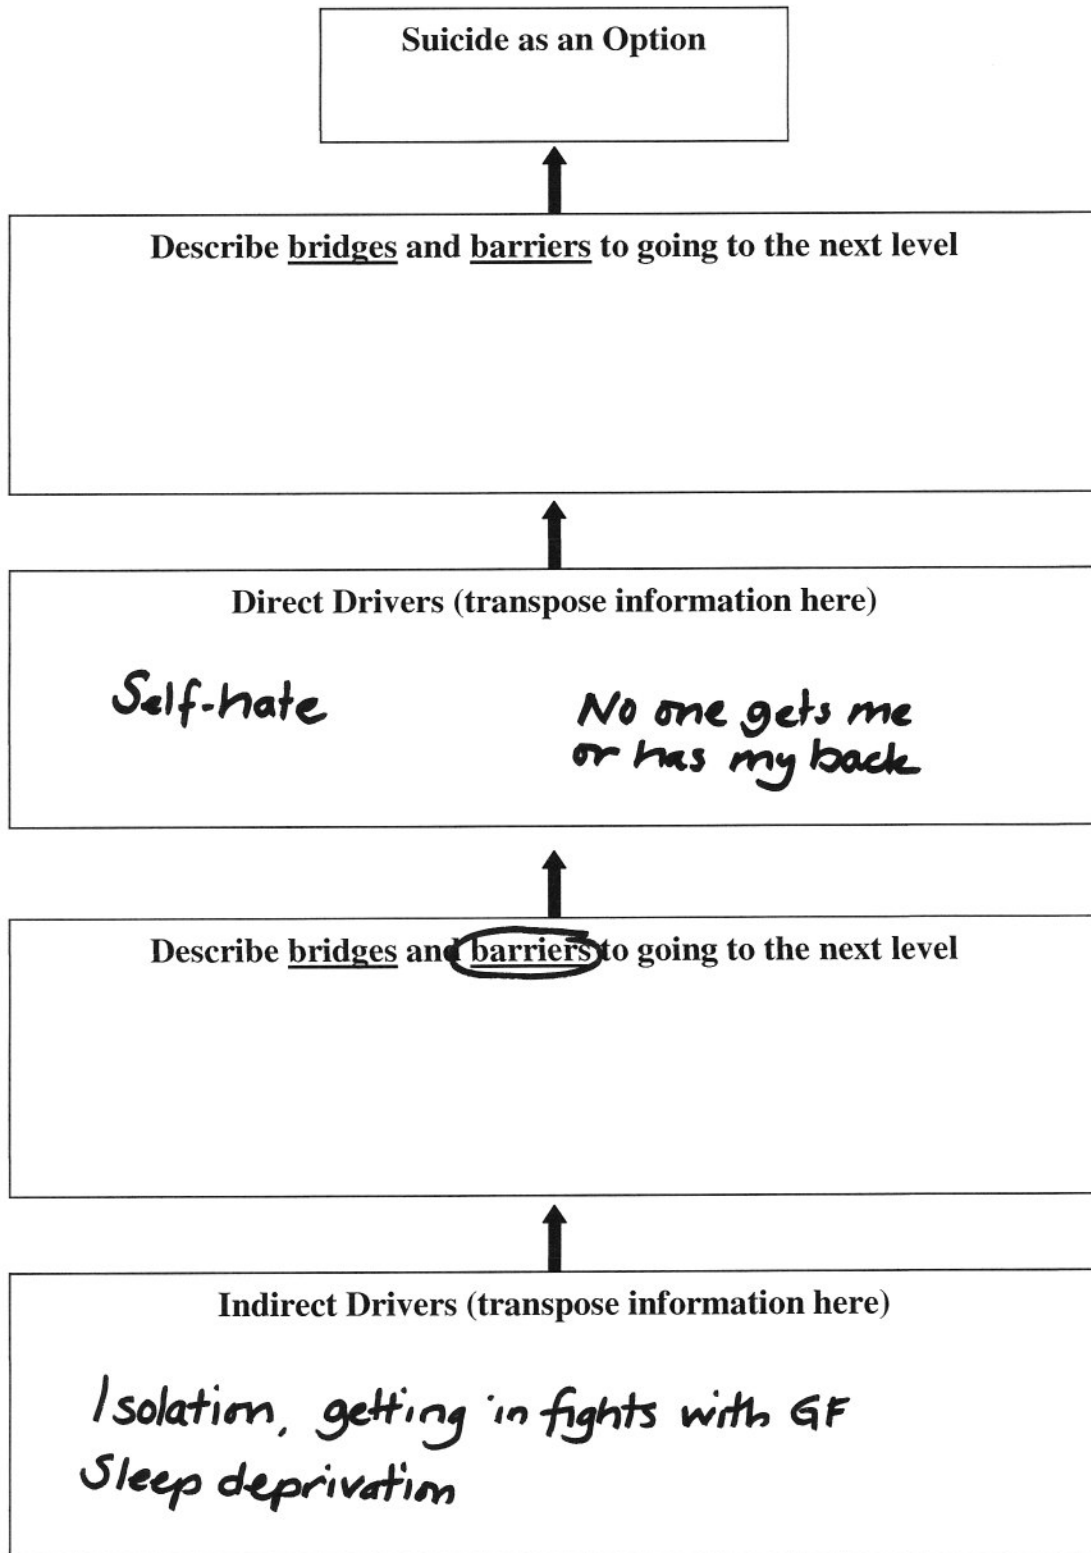 Suicide as an Option
Describe bridges and barriers to going to the next level
Direct Drivers (transpose information here)
Self-hate
No one gets me
or has my back
Describe bridges and barriers to going to the next level
Indirect Drivers (transpose information here)
Isolation, getting in fights with GF
Sleep deprivation